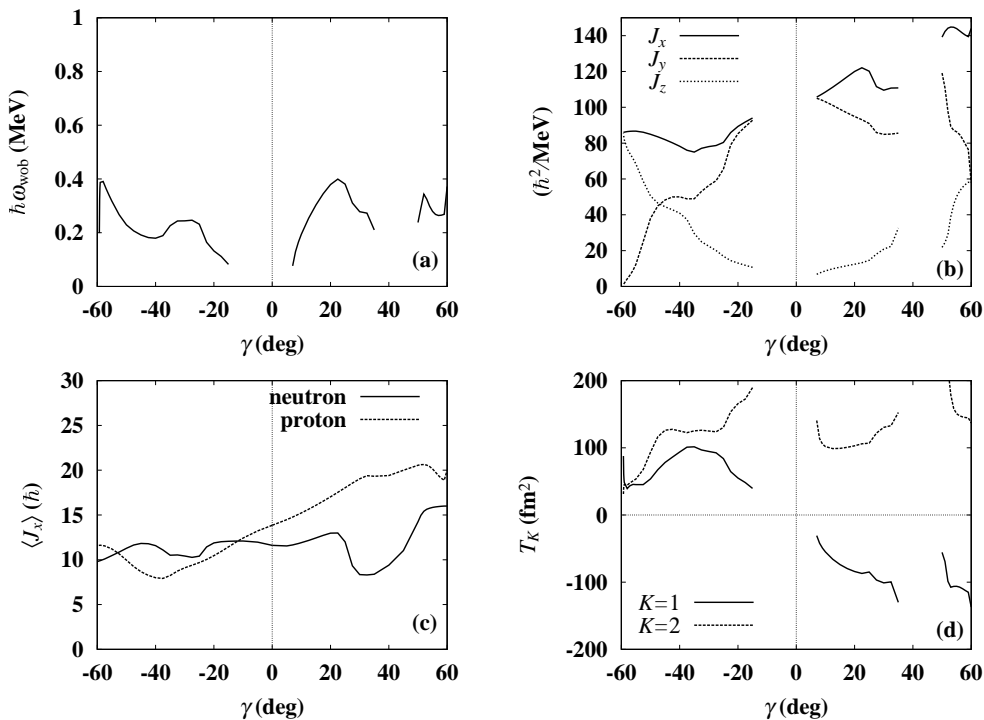 1
0.8
0.6
0.4
0.2
0
ħω_wob (MeV)
(a)
-60 -40 -20 0 20 40 60
γ (deg)
140
120
100
80
60
40
20
0
(ħ²/MeV)
J_x
J_y
J_z
(b)
-60 -40 -20 0 20 40 60
γ (deg)
30
25
20
15
10
5
0
⟨J_x⟩ (ħ)
neutron
proton
(c)
-60 -40 -20 0 20 40 60
γ (deg)
200
100
0
-100
-200
T_K (fm²)
K=1
K=2
(d)
-60 -40 -20 0 20 40 60
γ (deg)